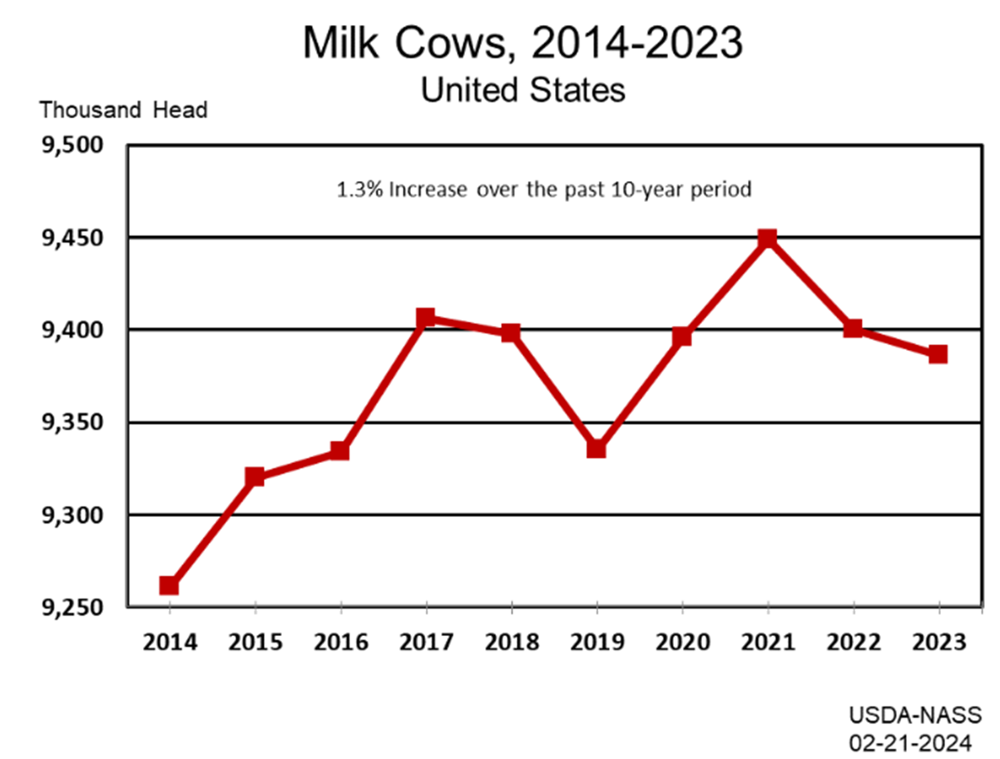 Milk Cows, 2014-2023
United States
Thousand Head
9,500
1.3% Increase over the past 10-year period
9,450
9,400
9,350
9,300
9,250
2014 2015 2016 2017 2018 2019 2020 2021 2022 2023
USDA-NASS
02-21-2024